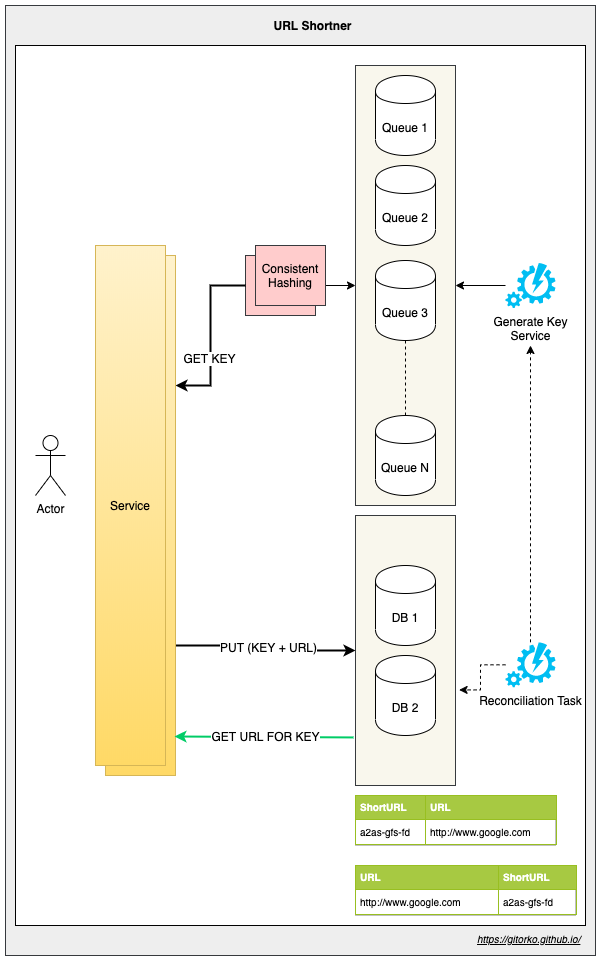 URL Shortner
Queue 1
Queue 2
Consistent
Hashing
Queue 3
Generate Key
Service
GET KEY
Queue N
Actor
Service
DB 1
PUT (KEY + URL)
DB 2
Reconciliation Task
GET URL FOR KEY
ShortURL URL
a2as-gfs-fd http://www.google.com
URL ShortURL
http://www.google.com a2as-gfs-fd
https://gitorko.github.io/